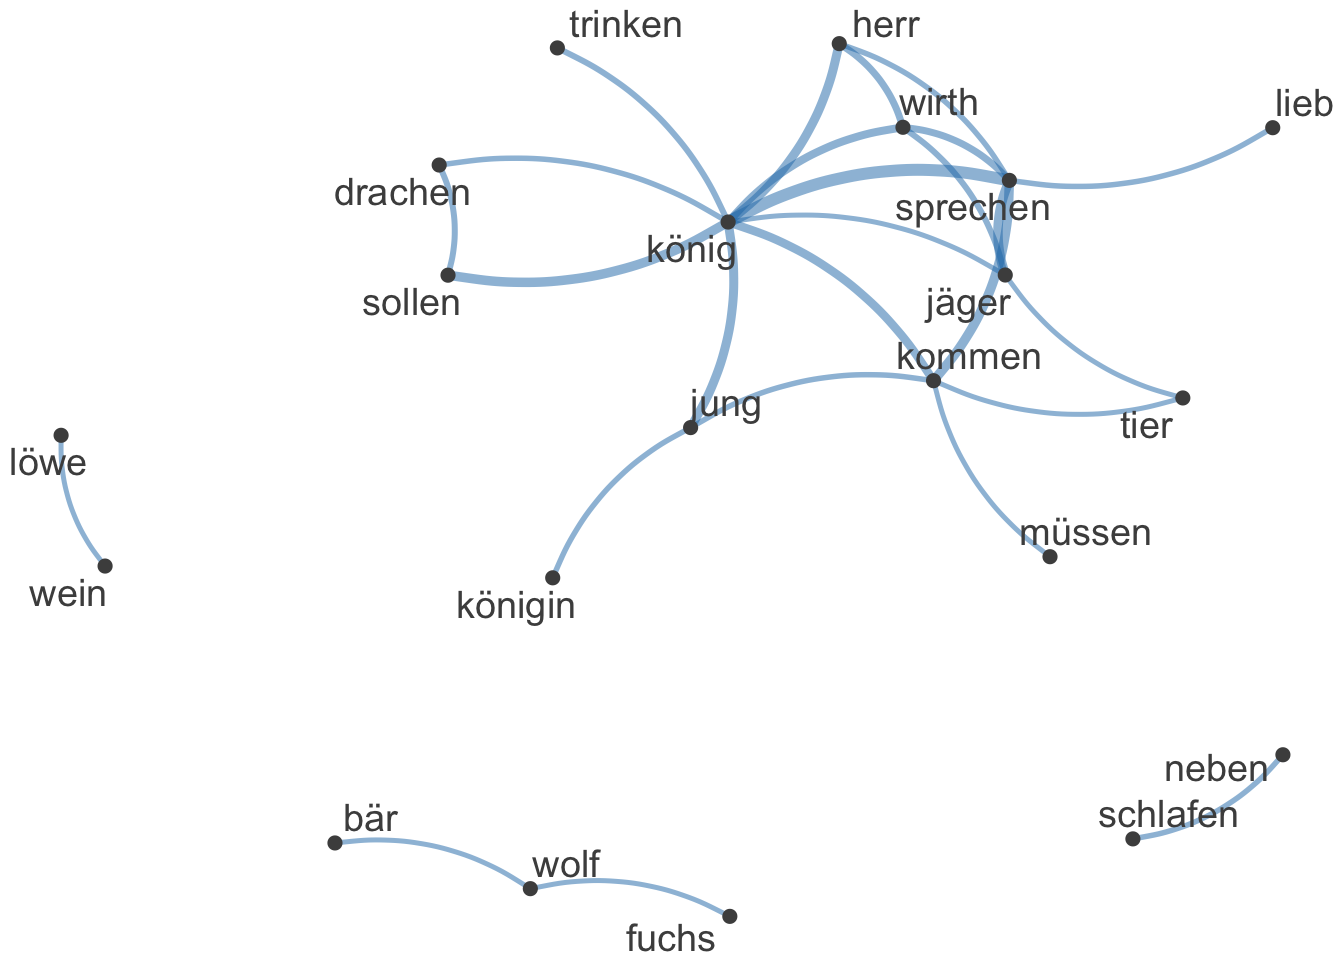 trinken
herr
wirth
lieb
drachen
sprechen
könig
sollen
jäger
kommen
jung
tier
löwe
müssen
wein
königin
neben
bär
schlafen
wolf
fuchs